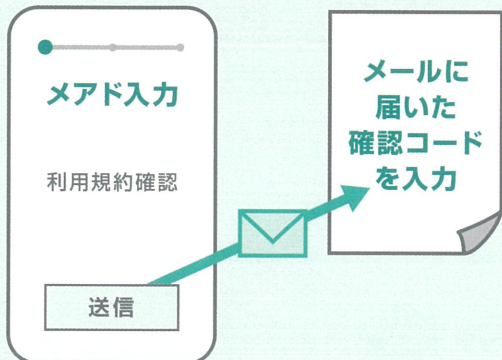 メアド入力
利用規約確認
送信
メールに
届いた
確認コード
を入力